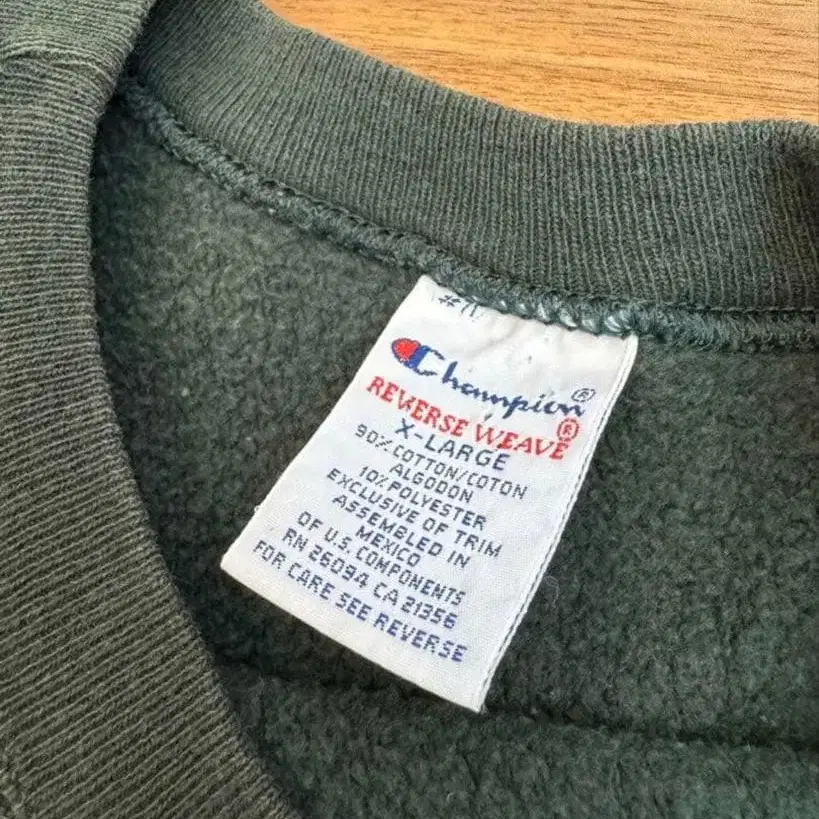 Champion®
REVERSE WEAVE®
X-LARGE
90% COTTON/COTON
ALGODON
10% POLYESTER
EXCLUSIVE OF TRIM
ASSEMBLED IN
MEXICO
OF U.S. COMPONENTS
RN 26094 CA 21356
FOR CARE SEE REVERSE